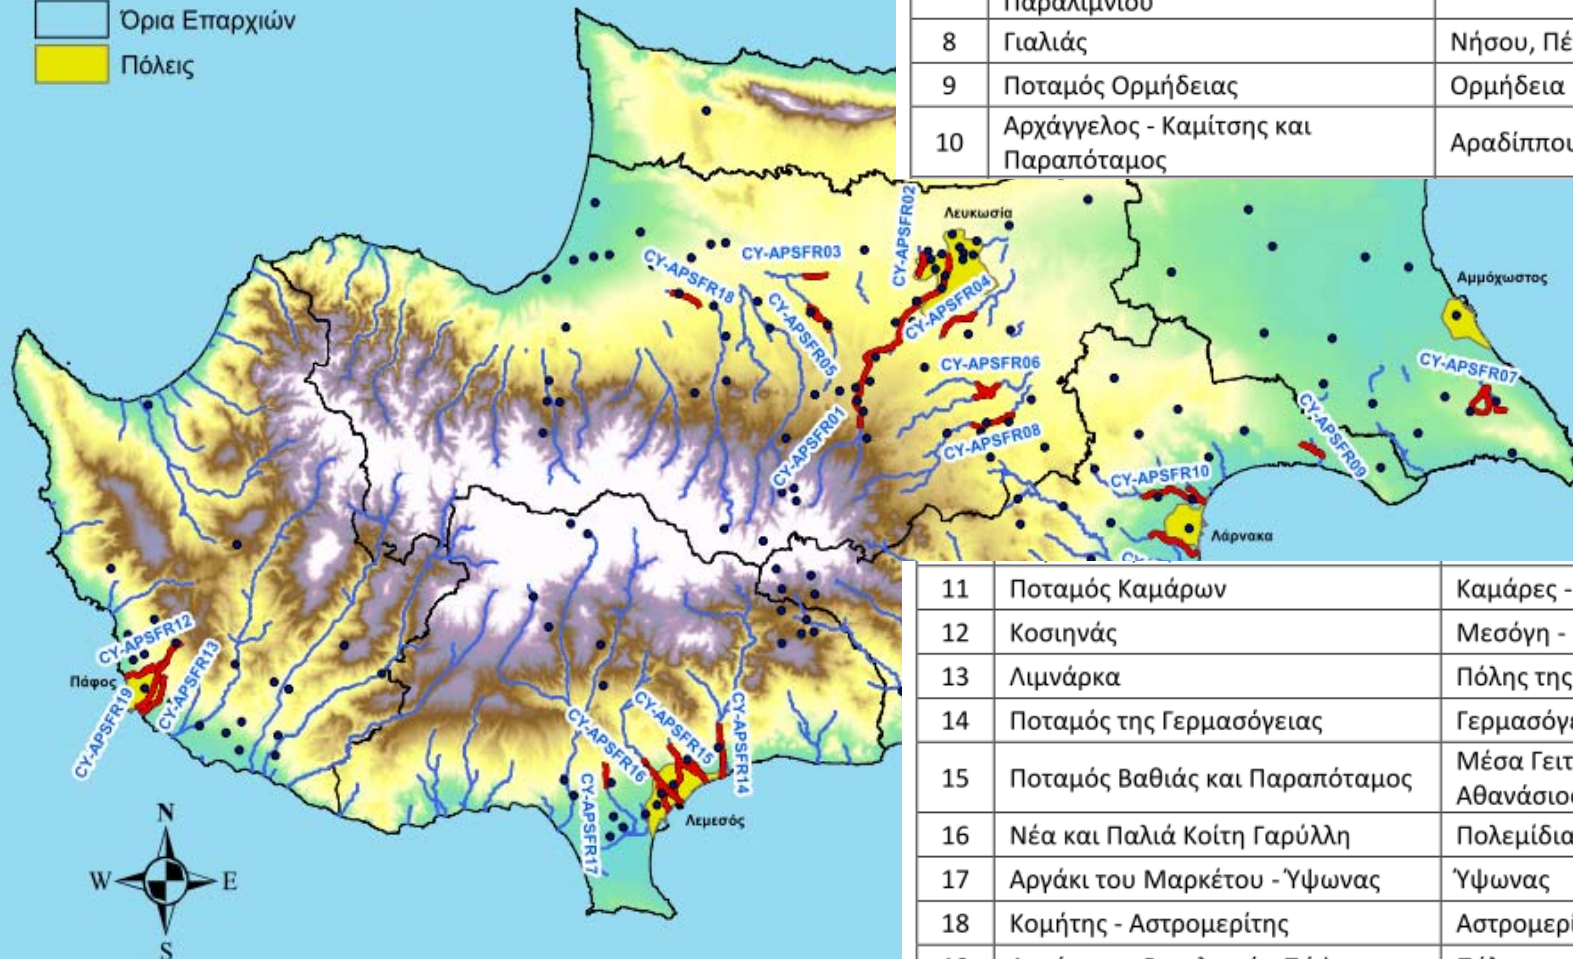 Όρια Επαρχιών
Πόλεις
Παραλιμνίου
8 Γιαλιάς Νήσου, Πέ
9 Ποταμός Ορμήδειας Ορμήδεια
10 Αρχάγγελος - Καμίτσης και
Παραπόταμος Αραδίππου
CY-APSFR02
Λευκωσία
CY-APSFR03
CY-APSFR18
CY-APSFR04
CY-APSFR05
Αμμόχωστος
CY-APSFR06
CY-APSFR07
CY-APSFR01
CY-APSFR08
CY-APSFR09
CY-APSFR10
Λάρνακα
CY-
CY-APSFR12
Πάφος
CY-APSFR13
CY-APSFR19
CY-APSFR16
CY-APSFR15
CY-APSFR14
CY-APSFR17
Λεμεσός
N
W E
S
11 Ποταμός Καμάρων Καμάρες -
12 Κοσιηνάς Μεσόγη -
13 Λιμνάρκα Πόλης της
14 Ποταμός της Γερμασόγειας Γερμασόγε
15 Ποταμός Βαθιάς και Παραπόταμος Μέσα Γειτ
Αθανάσιος
16 Νέα και Παλιά Κοίτη Γαρύλλη Πολεμίδια
17 Αργάκι του Μαρκέτου - Ύψωνας Ύψωνας
18 Κομήτης - Αστρομερίτης Αστρομερί